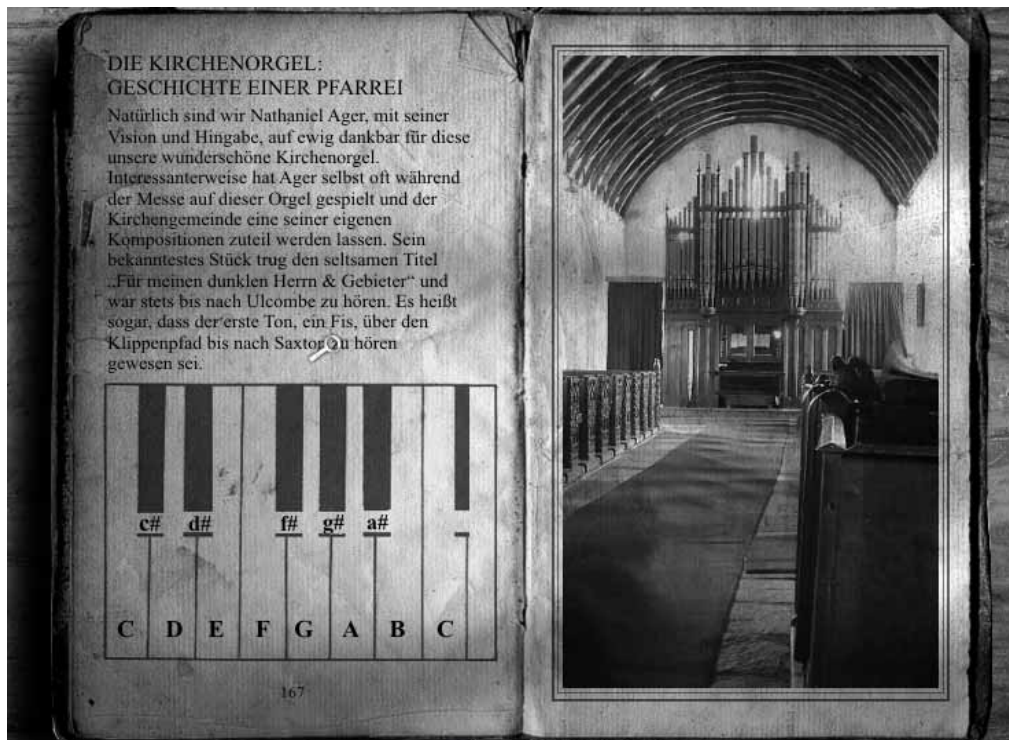 DIE KIRCHENORGEL:
GESCHICHTE EINER PFARREI
Natürlich sind wir Nathaniel Ager, mit seiner
Vision und Hingabe, auf ewig dankbar für diese
unsere wunderschöne Kirchenorgel.
Interessanterweise hat Ager selbst oft während
der Messe auf dieser Orgel gespielt und der
Kirchengemeinde eine seiner eigenen
Kompositionen zuteil werden lassen. Sein
bekanntestes Stück trug den seltsamen Titel
„Für meinen dunklen Herrn & Gebieter“ und
war stets bis nach Ulcombe zu hören. Es heißt
sogar, dass der erste Ton, ein Fis, über den
Klippenpfad bis nach Saxton zu hören
gewesen sei.
c# d# f# g# a#
C D E F G A B C
167